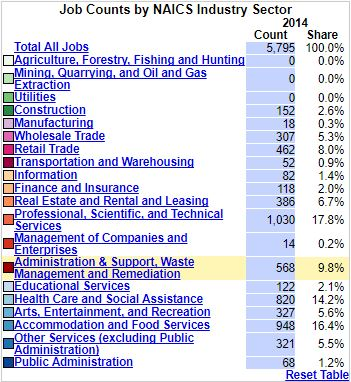 Job Counts by NAICS Industry Sector
2014
Count Share
Total All Jobs 5,795 100.0%
Agriculture, Forestry, Fishing and Hunting 0 0.0%
Mining, Quarrying, and Oil and Gas
Extraction 0 0.0%
Utilities 0 0.0%
Construction 152 2.6%
Manufacturing 18 0.3%
Wholesale Trade 307 5.3%
Retail Trade 462 8.0%
Transportation and Warehousing 52 0.9%
Information 82 1.4%
Finance and Insurance 118 2.0%
Real Estate and Rental and Leasing 386 6.7%
Professional, Scientific, and Technical
Services 1,030 17.8%
Management of Companies and
Enterprises 14 0.2%
Administration & Support, Waste
Management and Remediation 568 9.8%
Educational Services 122 2.1%
Health Care and Social Assistance 820 14.2%
Arts, Entertainment, and Recreation 327 5.6%
Accommodation and Food Services 948 16.4%
Other Services (excluding Public
Administration) 321 5.5%
Public Administration 68 1.2%
Reset Table